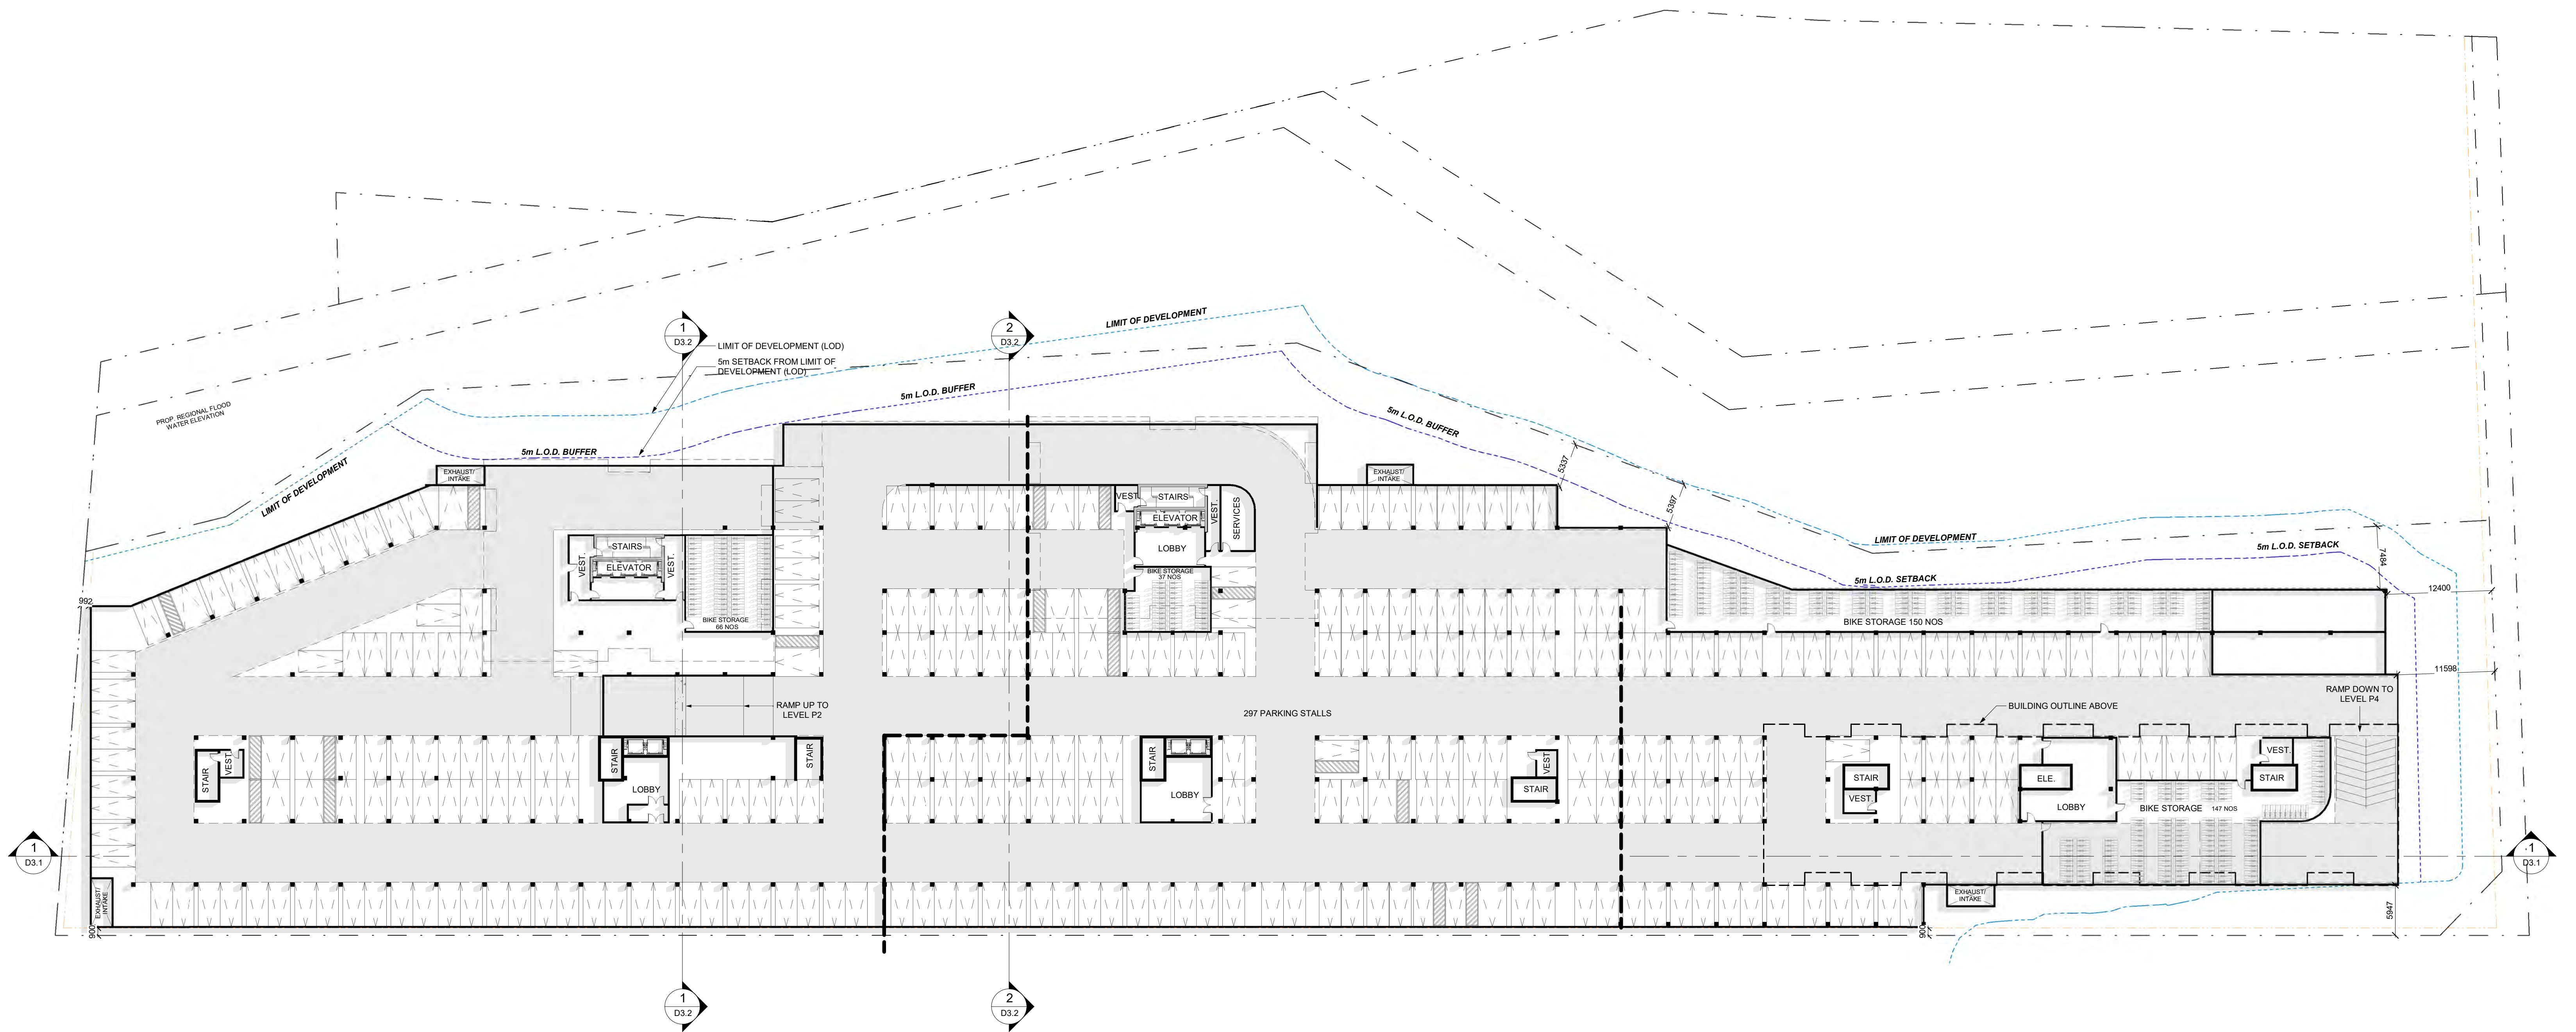 1
D3.2
2
D3.2
LIMIT OF DEVELOPMENT
LIMIT OF DEVELOPMENT (LOD)
5m SETBACK FROM LIMIT OF
DEVELOPMENT (LOD)
5m L.O.D. BUFFER
PROP. REGIONAL FLOOD
WATER ELEVATION
5m L.O.D. BUFFER
5m L.O.D. BUFFER
LIMIT OF DEVELOPMENT
5337
5397
EXHAUST/
INTAKE
EXHAUST/
INTAKE
VEST.
STAIRS
ELEVATOR
VEST.
SERVICES
LOBBY
BIKE STORAGE
37 NOS
VEST.
STAIRS
ELEVATOR
VEST.
BIKE STORAGE
66 NOS
LIMIT OF DEVELOPMENT
5m L.O.D. SETBACK
5m L.O.D. SETBACK
7484
12400
992
BIKE STORAGE 150 NOS
11598
RAMP UP TO
LEVEL P2
297 PARKING STALLS
BUILDING OUTLINE ABOVE
RAMP DOWN TO
LEVEL P4
STAIR
VEST.
STAIR
LOBBY
STAIR
STAIR
LOBBY
VEST.
STAIR
STAIR
VEST.
ELE.
LOBBY
VEST.
STAIR
BIKE STORAGE
147 NOS
1
D3.1
1
D3.1
EXHAUST/
INTAKE
EXHAUST/
INTAKE
900
900
5947
1
D3.2
2
D3.2